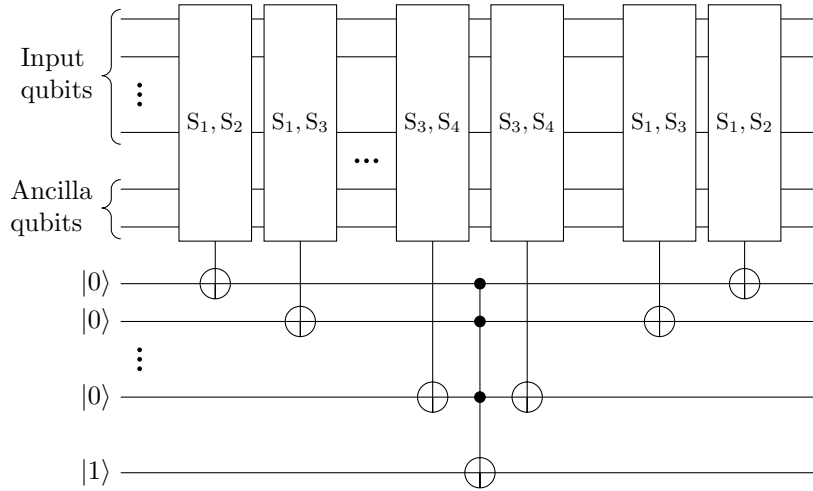 Input
qubits
⋮
S₁, S₂ S₁, S₃ ⋯ S₃, S₄ S₃, S₄ S₁, S₃ S₁, S₂
Ancilla
qubits
|0⟩
|0⟩
⋮
|0⟩
|1⟩